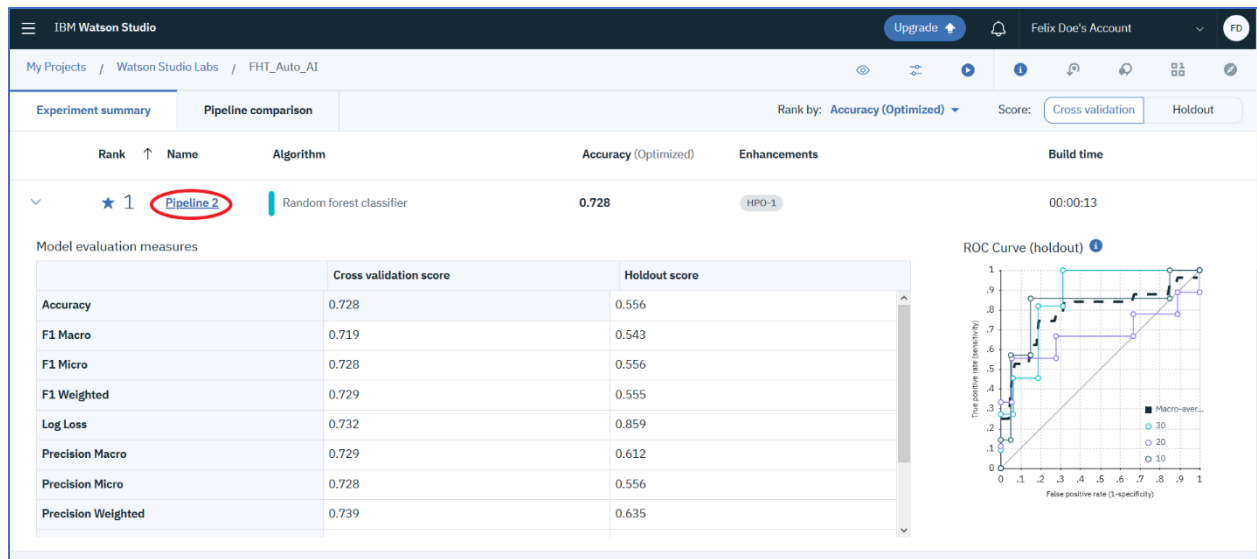 IBM Watson Studio
Upgrade
Felix Doe's Account
FD
My Projects / Watson Studio Labs / FHT_Auto_AI
Experiment summary
Pipeline comparison
Rank by: Accuracy (Optimized)
Score: Cross validation Holdout
Rank ↑ Name Algorithm Accuracy (Optimized) Enhancements Build time
★ 1 Pipeline 2 Random forest classifier 0.728 HPO-1 00:00:13
Model evaluation measures
Cross validation score Holdout score
Accuracy 0.728 0.556
F1 Macro 0.719 0.543
F1 Micro 0.728 0.556
F1 Weighted 0.729 0.555
Log Loss 0.732 0.859
Precision Macro 0.729 0.612
Precision Micro 0.728 0.556
Precision Weighted 0.739 0.635
ROC Curve (holdout)
True positive rate (sensitivity)
1
.9
.8
.7
.6
.5
.4
.3
.2
.1
0
Macro-aver...
30
20
10
0 .1 .2 .3 .4 .5 .6 .7 .8 .9 1
False positive rate (1-specificity)